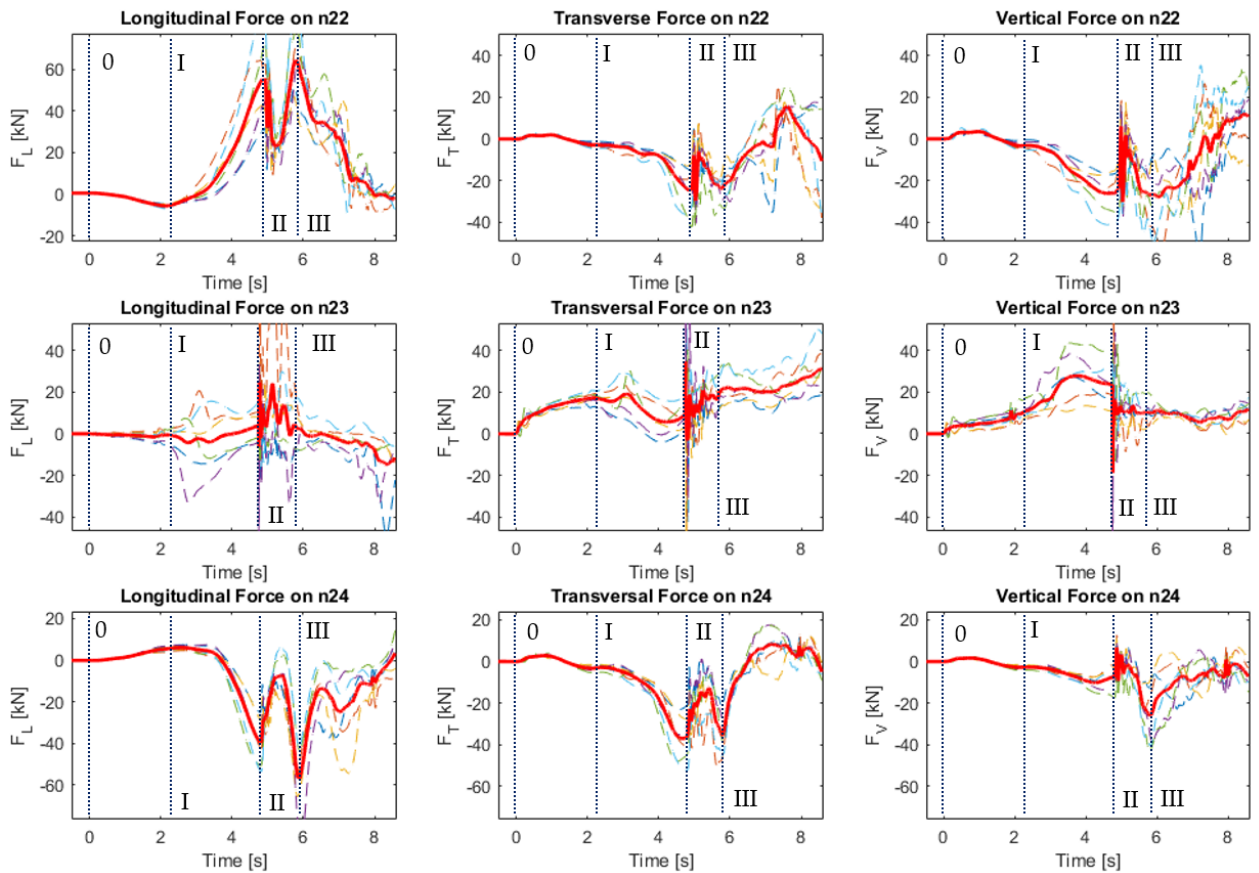 Longitudinal Force on n22
F_L [kN]
60
40
20
0
-20
0
I
II
III
0 2 4 6 8
Time [s]
Transverse Force on n22
F_T [kN]
40
20
0
-20
-40
0
I
II
III
0 2 4 6 8
Time [s]
Vertical Force on n22
F_V [kN]
40
20
0
-20
-40
0
I
II
III
0 2 4 6 8
Time [s]
Longitudinal Force on n23
F_L [kN]
40
20
0
-20
-40
0
I
III
II
0 2 4 6 8
Time [s]
Transversal Force on n23
F_T [kN]
40
20
0
-20
-40
0
I
II
III
0 2 4 6 8
Time [s]
Vertical Force on n23
F_V [kN]
40
20
0
-20
-40
0
I
II
III
0 2 4 6 8
Time [s]
Longitudinal Force on n24
F_L [kN]
20
0
-20
-40
-60
0
III
I
II
0 2 4 6 8
Time [s]
Transversal Force on n24
F_T [kN]
20
0
-20
-40
-60
0
I
II
III
0 2 4 6 8
Time [s]
Vertical Force on n24
F_V [kN]
20
0
-20
-40
-60
0
I
II
III
0 2 4 6 8
Time [s]